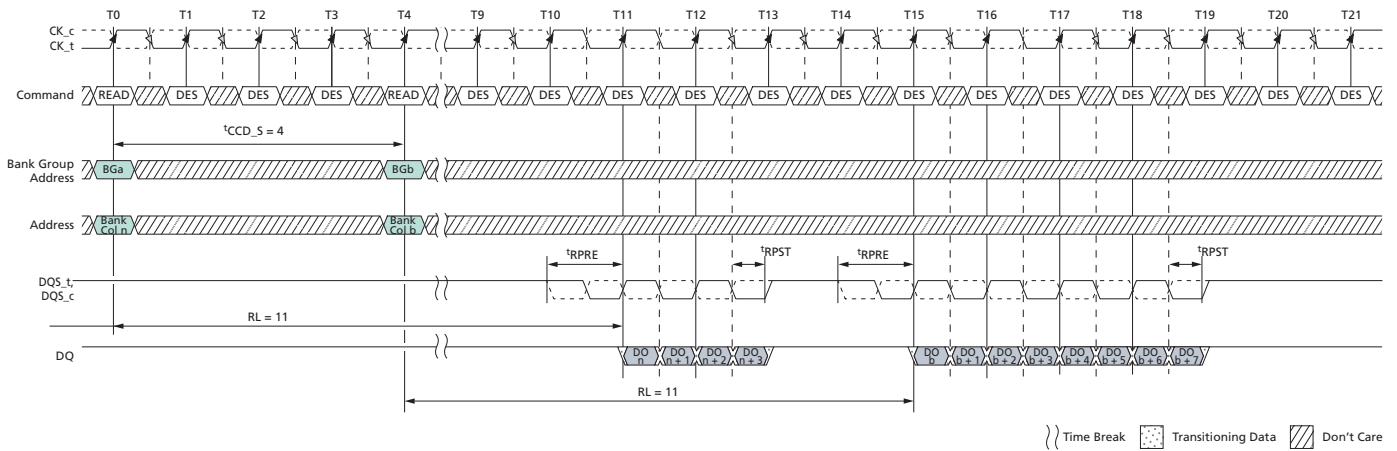 T0 T1 T2 T3 T4 T9 T10 T11 T12 T13 T14 T15 T16 T17 T18 T19 T20 T21
CK_c
CK_t
Command READ DES DES DES READ DES DES DES DES DES DES DES DES DES DES DES DES DES
tCCD_S = 4
Bank Group
Address
BGa BGb
Address
Bank
Col n
Bank
Col b
tRPRE tRPST tRPRE tRPST
DQS_t,
DQS_c
RL = 11
DQ
DO
n
DO
n + 1
DO
n + 2
DO
n + 3
DO
b
DO
b + 1
DO
b + 2
DO
b + 3
DO
b + 4
DO
b + 5
DO
b + 6
DO
b + 7
RL = 11
Time Break Transitioning Data Don't Care